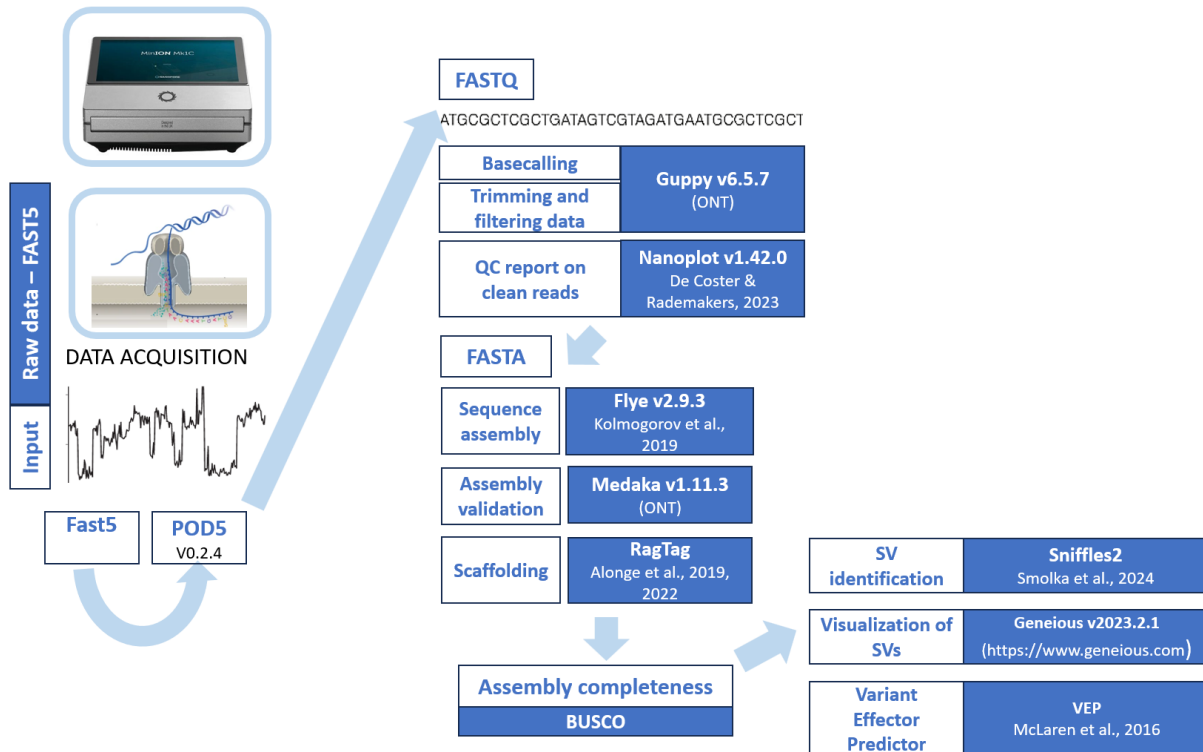 MinION Mk1C
Raw data – FAST5
Input
DATA ACQUISITION
Fast5
POD5
V0.2.4
FASTQ
ATGCGCTCGCTGATAGTCGTAGATGAATGCGCTCGCT
Basecalling
Trimming and
filtering data
Guppy v6.5.7
(ONT)
QC report on
clean reads
Nanoplot v1.42.0
De Coster &
Rademakers, 2023
FASTA
Sequence
assembly
Flye v2.9.3
Kolmogorov et al.,
2019
Assembly
validation
Medaka v1.11.3
(ONT)
Scaffolding
RagTag
Alonge et al., 2019,
2022
Assembly completeness
BUSCO
SV
identification
Sniffles2
Smolka et al., 2024
Visualization of
SVs
Geneious v2023.2.1
(https://www.geneious.com)
Variant
Effector
Predictor
VEP
McLaren et al., 2016